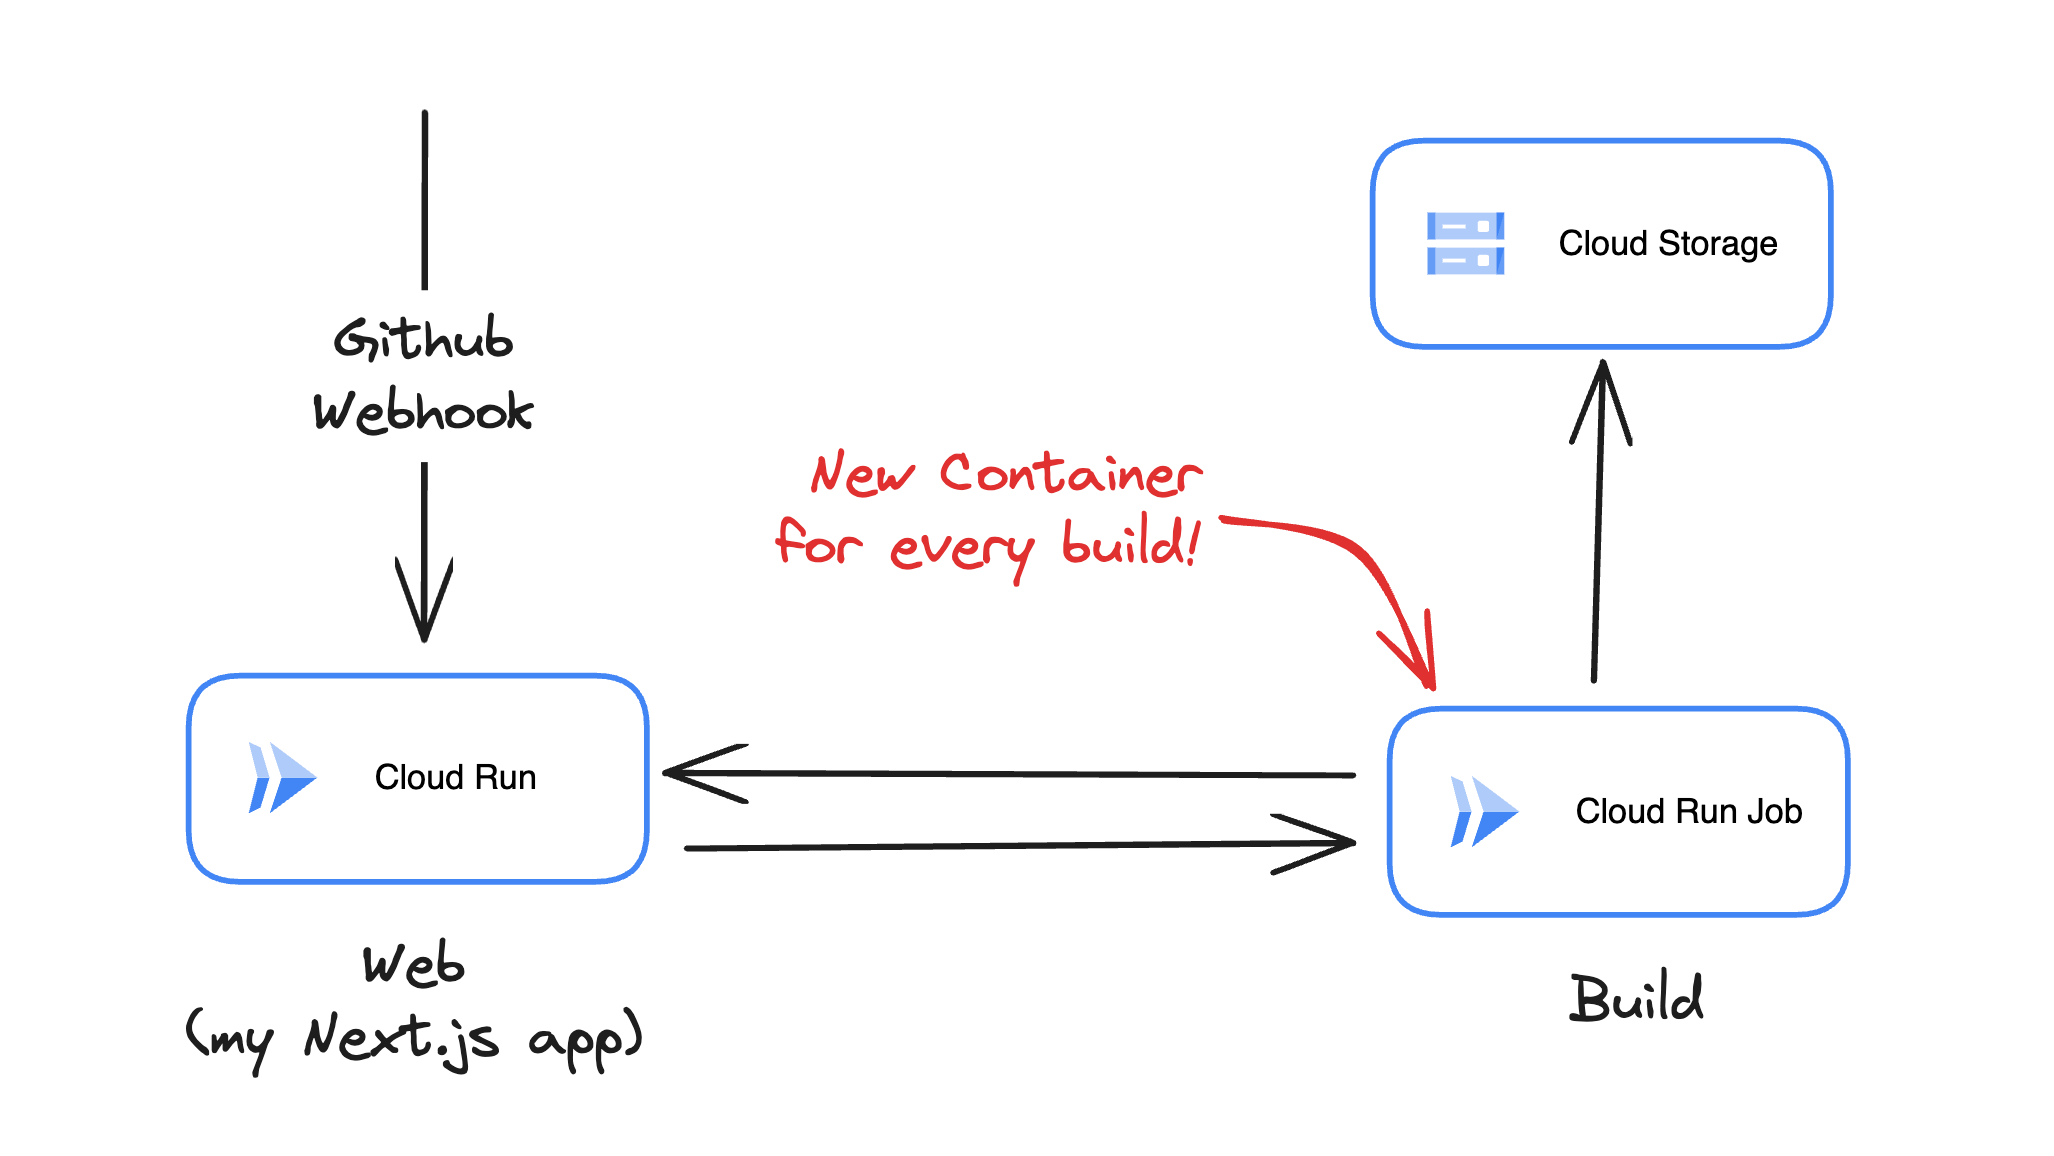 Github
Webhook
Cloud Storage
New Container
for every build!
Cloud Run
Cloud Run Job
Web
(my Next.js app)
Build